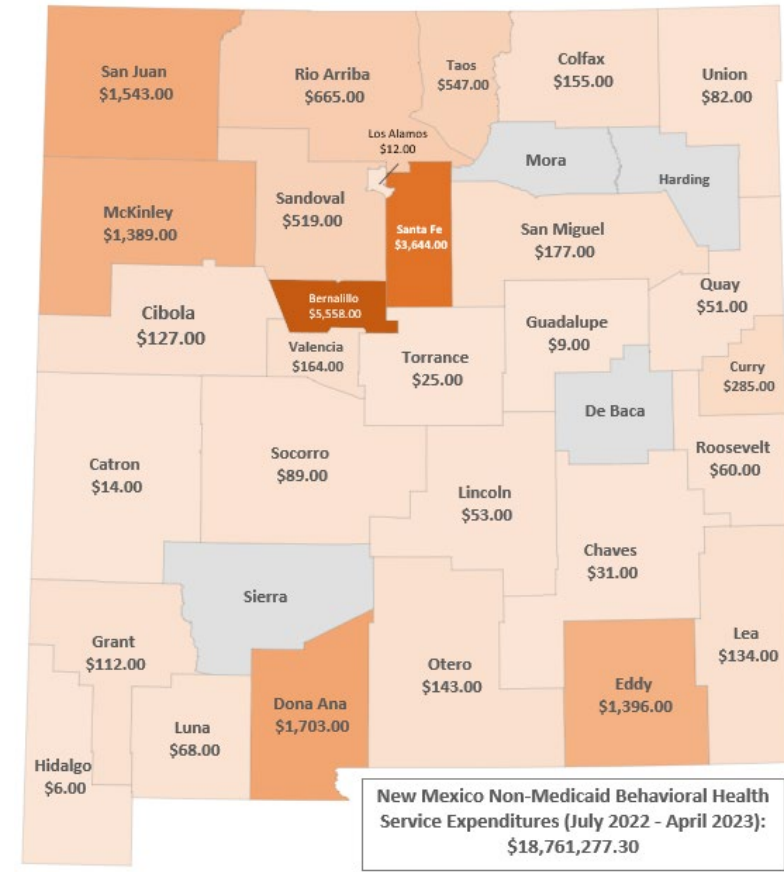 San Juan
$1,543.00
Rio Arriba
$665.00
Taos
$547.00
Colfax
$155.00
Union
$82.00
Los Alamos
$12.00
Mora
Harding
McKinley
$1,389.00
Sandoval
$519.00
Santa Fe
$3,644.00
San Miguel
$177.00
Quay
$51.00
Cibola
$127.00
Bernalillo
$5,558.00
Valencia
$164.00
Torrance
$25.00
Guadalupe
$9.00
Curry
$285.00
De Baca
Roosevelt
$60.00
Catron
$14.00
Socorro
$89.00
Lincoln
$53.00
Chaves
$31.00
Sierra
Grant
$112.00
Otero
$143.00
Lea
$134.00
Eddy
$1,396.00
Dona Ana
$1,703.00
Luna
$68.00
Hidalgo
$6.00
New Mexico Non-Medicaid Behavioral Health
Service Expenditures (July 2022 - April 2023):
$18,761,277.30